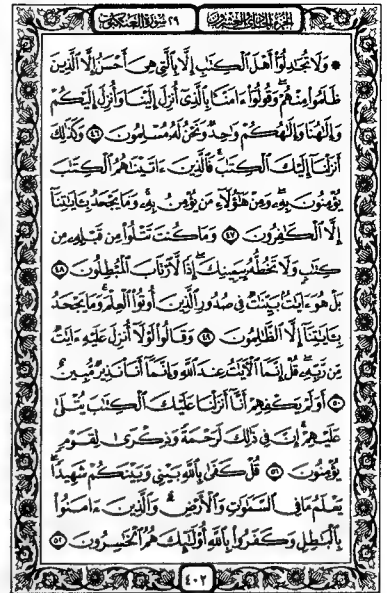 الجزء الحادي والعشرون ٢٩ سورة العنكبوت
۞ وَلَا تُجَٰدِلُوٓا۟ أَهْلَ ٱلْكِتَٰبِ إِلَّا بِٱلَّتِى هِىَ أَحْسَنُ إِلَّا ٱلَّذِينَ
ظَلَمُوا۟ مِنْهُمْ ۖ وَقُولُوٓا۟ ءَامَنَّا بِٱلَّذِىٓ أُنزِلَ إِلَيْنَا وَأُنزِلَ إِلَيْكُمْ
وَإِلَٰهُنَا وَإِلَٰهُكُمْ وَٰحِدٌ وَنَحْنُ لَهُۥ مُسْلِمُونَ ٤٦ وَكَذَٰلِكَ
أَنزَلْنَآ إِلَيْكَ ٱلْكِتَٰبَ ۚ فَٱلَّذِينَ ءَاتَيْنَٰهُمُ ٱلْكِتَٰبَ
يُؤْمِنُونَ بِهِۦ ۖ وَمِنْ هَٰٓؤُلَآءِ مَن يُؤْمِنُ بِهِۦ ۚ وَمَا يَجْحَدُ بِـَٔايَٰتِنَآ
إِلَّا ٱلْكَٰفِرُونَ ٤٧ وَمَا كُنتَ تَتْلُوا۟ مِن قَبْلِهِۦ مِن
كِتَٰبٍ وَلَا تَخُطُّهُۥ بِيَمِينِكَ ۖ إِذًا لَّٱرْتَابَ ٱلْمُبْطِلُونَ ٤٨
بَلْ هُوَ ءَايَٰتٌۢ بَيِّنَٰتٌ فِى صُدُورِ ٱلَّذِينَ أُوتُوا۟ ٱلْعِلْمَ ۚ وَمَا يَجْحَدُ
بِـَٔايَٰتِنَآ إِلَّا ٱلظَّٰلِمُونَ ٤٩ وَقَالُوا۟ لَوْلَآ أُنزِلَ عَلَيْهِ ءَايَٰتٌ
مِّن رَّبِّهِۦ ۖ قُلْ إِنَّمَا ٱلْءَايَٰتُ عِندَ ٱللَّهِ وَإِنَّمَآ أَنَا۠ نَذِيرٌ مُّبِينٌ
٥٠ أَوَلَمْ يَكْفِهِمْ أَنَّآ أَنزَلْنَا عَلَيْكَ ٱلْكِتَٰبَ يُتْلَىٰ
عَلَيْهِمْ ۚ إِنَّ فِى ذَٰلِكَ لَرَحْمَةً وَذِكْرَىٰ لِقَوْمٍ
يُؤْمِنُونَ ٥١ قُلْ كَفَىٰ بِٱللَّهِ بَيْنِى وَبَيْنَكُمْ شَهِيدًا ۖ
يَعْلَمُ مَا فِى ٱلسَّمَٰوَٰتِ وَٱلْأَرْضِ ۗ وَٱلَّذِينَ ءَامَنُوا۟
بِٱلْبَٰطِلِ وَكَفَرُوا۟ بِٱللَّهِ أُو۟لَٰٓئِكَ هُمُ ٱلْخَٰسِرُونَ ٥٢
٤٠٢